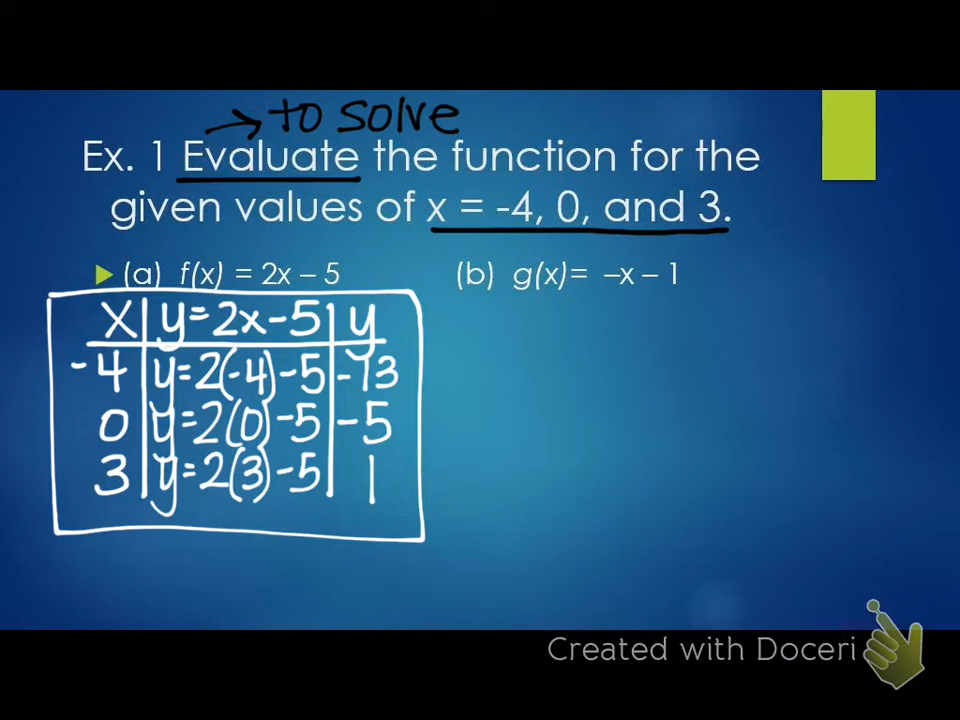 → to solve
Ex. 1 Evaluate the function for the
given values of x = -4, 0, and 3.
(a) f(x) = 2x – 5
(b) g(x)= –x – 1
x y=2x-5 y
-4 y=2(-4)-5 -13
0 y=2(0)-5 -5
3 y=2(3)-5 1
Created with Doceri